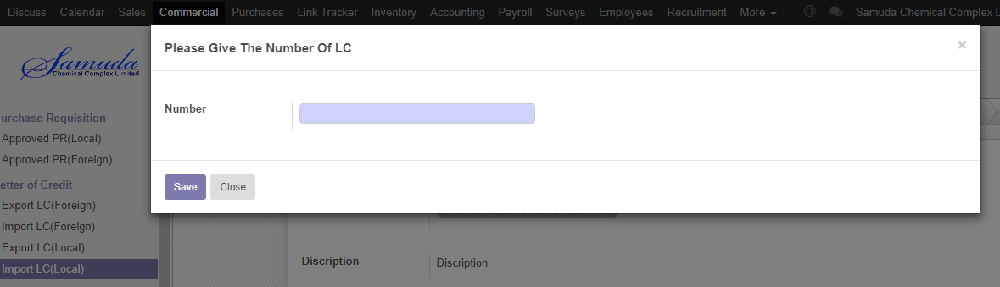 Discuss Calendar Sales Commercial Purchases Link Tracker Inventory Accounting Payroll Surveys Employees Recruitment More @ Samuda Chemical Complex L
Please Give The Number Of LC ×
Samuda
Chemical Complex Limited
Number
urchase Requisition
Approved PR(Local)
Approved PR(Foreign)
etter of Credit
Save Close
Export LC(Foreign)
Import LC(Foreign)
Export LC(Local)
Import LC(Local)
Discription Discription